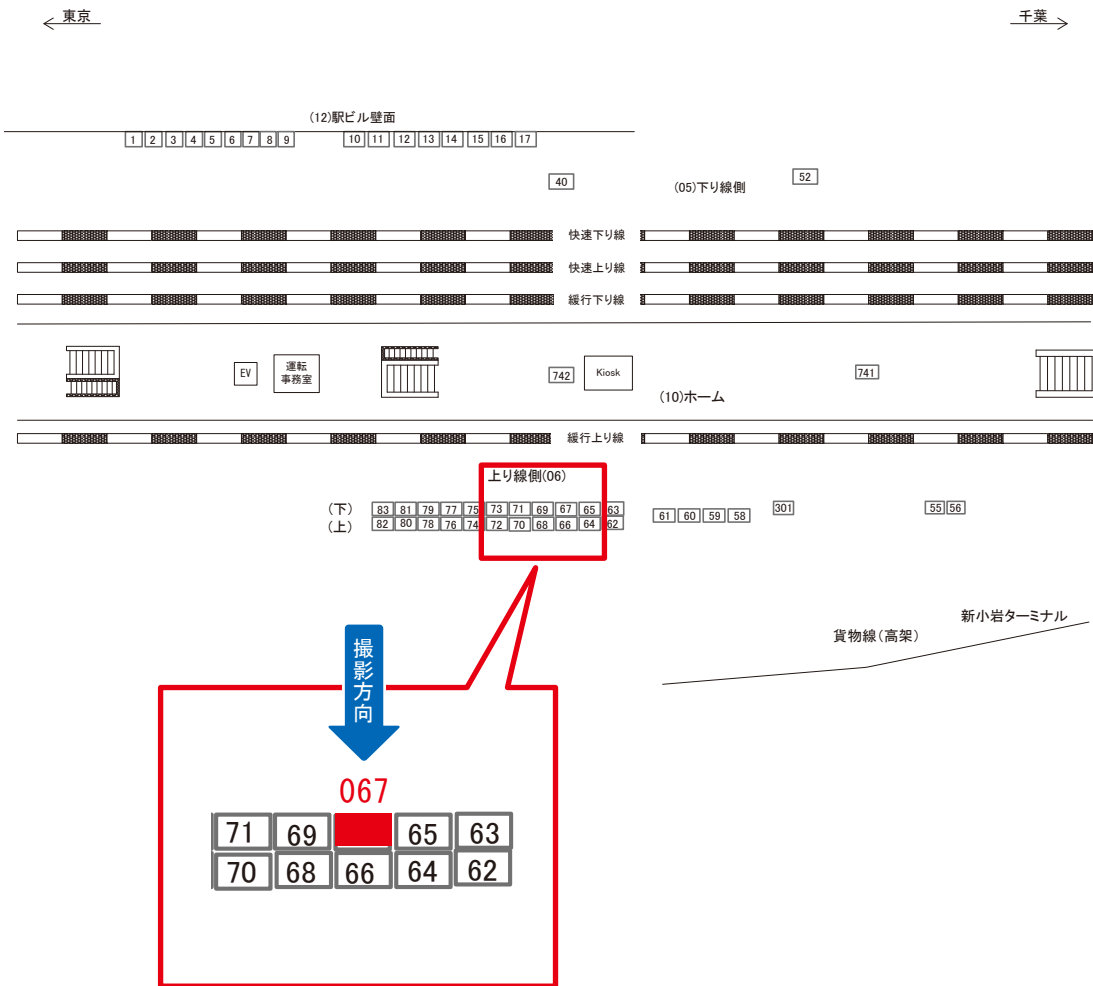 東京
千葉
(12)駅ビル壁面
1 2 3 4 5 6 7 8 9 10 11 12 13 14 15 16 17
40
(05)下り線側
52
快速下り線
快速上り線
緩行下り線
EV
運転
事務室
742
Kiosk
741
(10)ホーム
緩行上り線
上り線側(06)
(下) 83 81 79 77 75 73 71 69 67 65 63
(上) 82 80 78 76 74 72 70 68 66 64 62
61 60 59 58
301
55 56
新小岩ターミナル
貨物線(高架)
撮影方向
067
71 69 65 63
70 68 66 64 62